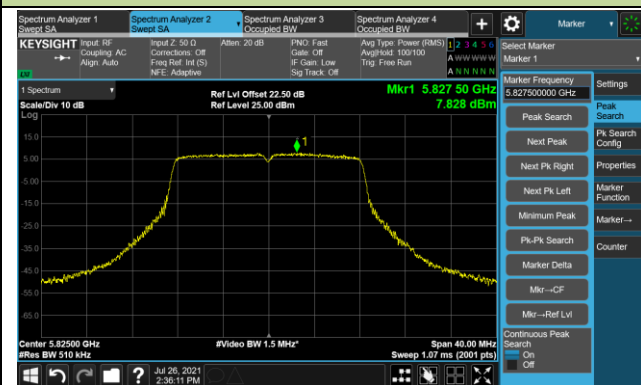 Spectrum Analyzer 1
Swept SA
Spectrum Analyzer 2
Swept SA
Spectrum Analyzer 3
Occupied BW
Spectrum Analyzer 4
Occupied BW
+
Marker
KEYSIGHT
Input: RF
Coupling: AC
Align: Auto
Input Z: 50 Ω
Corrections: Off
Freq Ref: Int (S)
NFE: Adaptive
Atten: 20 dB
PNO: Fast
Gate: Off
IF Gain: Low
Sig Track: Off
Avg Type: Power (RMS)
Avg|Hold: 100/100
Trig: Free Run
1 2 3 4 5 6
A W W W W W
A N N N N N
Select Marker
Marker 1
1 Spectrum
Scale/Div 10 dB
Log
Ref Lvl Offset 22.50 dB
Ref Level 25.00 dBm
Mkr1 5.827 50 GHz
7.828 dBm
15.0
5.00
-5.00
-15.0
-25.0
-35.0
-45.0
-55.0
-65.0
1
Center 5.82500 GHz
#Res BW 510 kHz
#Video BW 1.5 MHz*
Span 40.00 MHz
Sweep 1.07 ms (2001 pts)
Marker Frequency
5.827500000 GHz
Peak Search
Next Peak
Next Pk Right
Next Pk Left
Minimum Peak
Pk-Pk Search
Marker Delta
Mkr→CF
Mkr→Ref Lvl
Continuous Peak
Search
On
Off
Settings
Peak
Search
Pk Search
Config
Properties
Marker
Function
Marker→
Counter
?
Jul 26, 2021
2:36:11 PM